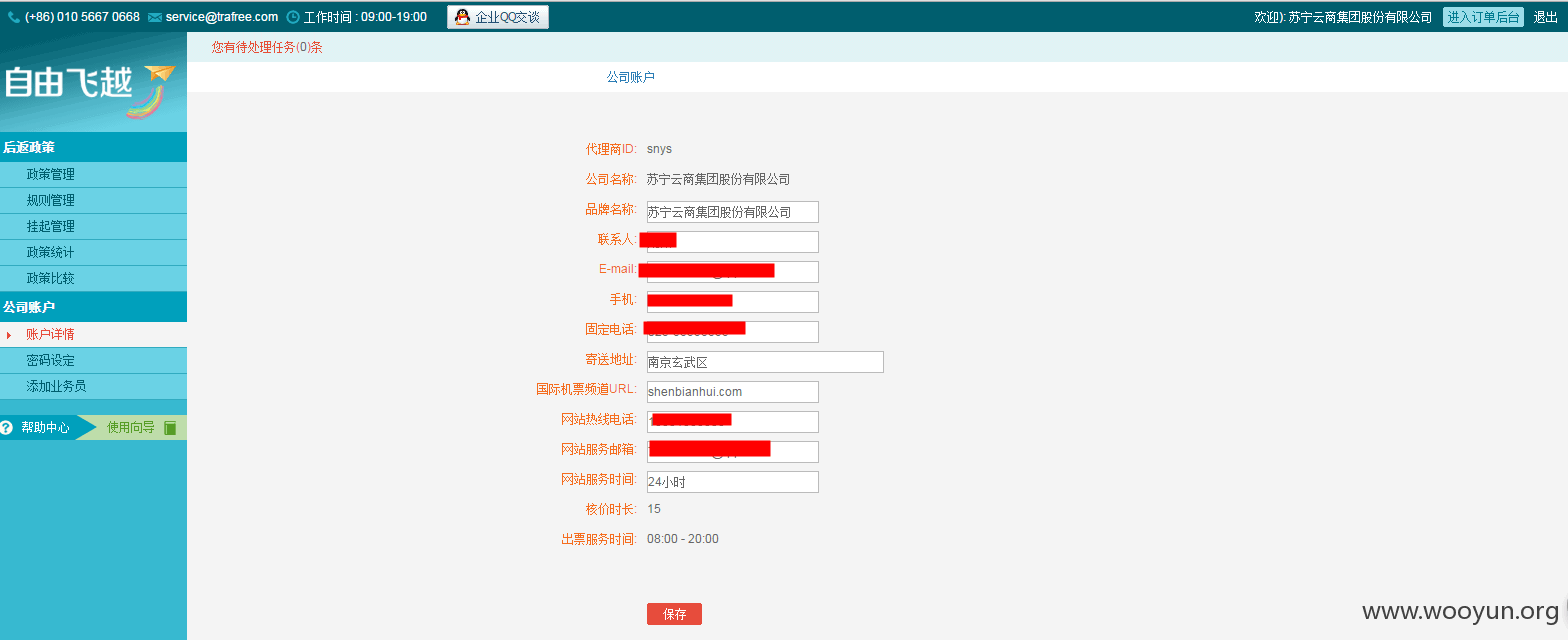 (+86) 010 5667 0668 service@trafree.com 工作时间 : 09:00-19:00 企业QQ交谈 欢迎): 苏宁云商集团股份有限公司 进入订单后台 退出
您有待处理任务(0)条
自由飞越
公司账户
后返政策
政策管理
规则管理
挂起管理
政策统计
政策比较
公司账户
账户详情
密码设定
添加业务员
帮助中心 使用向导
代理商ID: snys
公司名称: 苏宁云商集团股份有限公司
品牌名称: 苏宁云商集团股份有限公司
联系人:
E-mail:
手机:
固定电话:
寄送地址: 南京玄武区
国际机票频道URL: shenbianhui.com
网站热线电话:
网站服务邮箱:
网站服务时间: 24小时
核价时长: 15
出票服务时间: 08:00 - 20:00
保存
www.wooyun.org